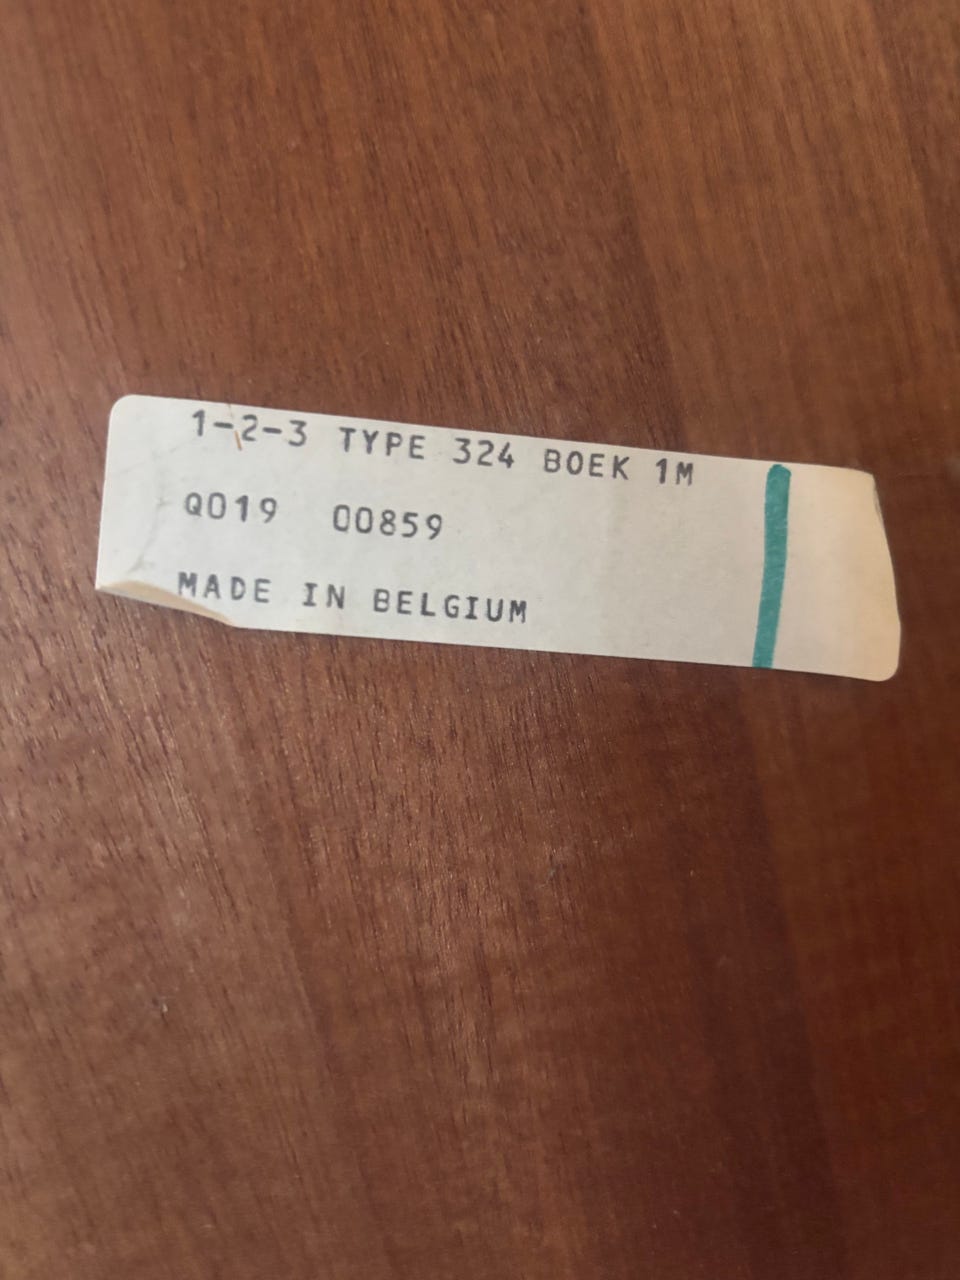 1-2-3 TYPE 324 BOEK 1M
Q019 00859
MADE IN BELGIUM